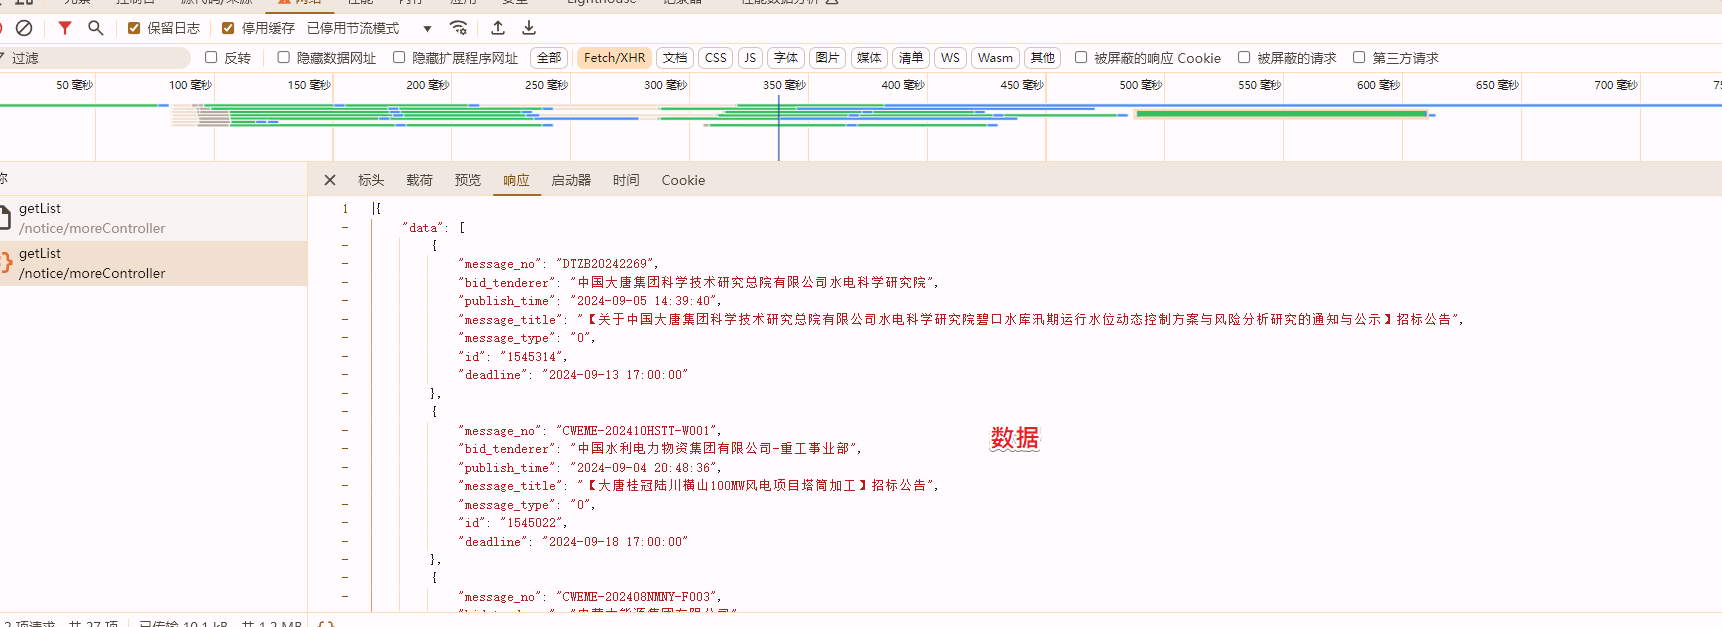 Lighthouse
保留日志 停用缓存 已停用节流模式
过滤 反转 隐藏数据网址 隐藏扩展程序网址 全部 Fetch/XHR 文档 CSS JS 字体 图片 媒体 清单 WS Wasm 其他 被屏蔽的响应 Cookie 被屏蔽的请求 第三方请求
50 毫秒 100 毫秒 150 毫秒 200 毫秒 250 毫秒 300 毫秒 350 毫秒 400 毫秒 450 毫秒 500 毫秒 550 毫秒 600 毫秒 650 毫秒 700 毫秒
标头 载荷 预览 响应 启动器 时间 Cookie
getList
/notice/moreController
getList
/notice/moreController
1 {
"data": [
{
"message_no": "DTZB20242269",
"bid_tenderer": "中国大唐集团科学技术研究总院有限公司水电科学研究院",
"publish_time": "2024-09-05 14:39:40",
"message_title": "【关于中国大唐集团科学技术研究总院有限公司水电科学研究院碧口水库汛期运行水位动态控制方案与风险分析研究的通知与公示】招标公告",
"message_type": "0",
"id": "1545314",
"deadline": "2024-09-13 17:00:00"
},
{
"message_no": "CWEME-202410HSTT-W001",
"bid_tenderer": "中国水利电力物资集团有限公司-重工事业部",
"publish_time": "2024-09-04 20:48:36",
"message_title": "【大唐桂冠陆川横山100MW风电项目塔筒加工】招标公告",
"message_type": "0",
"id": "1545022",
"deadline": "2024-09-18 17:00:00"
},
{
"message_no": "CWEME-202408NMNY-F003",
数据